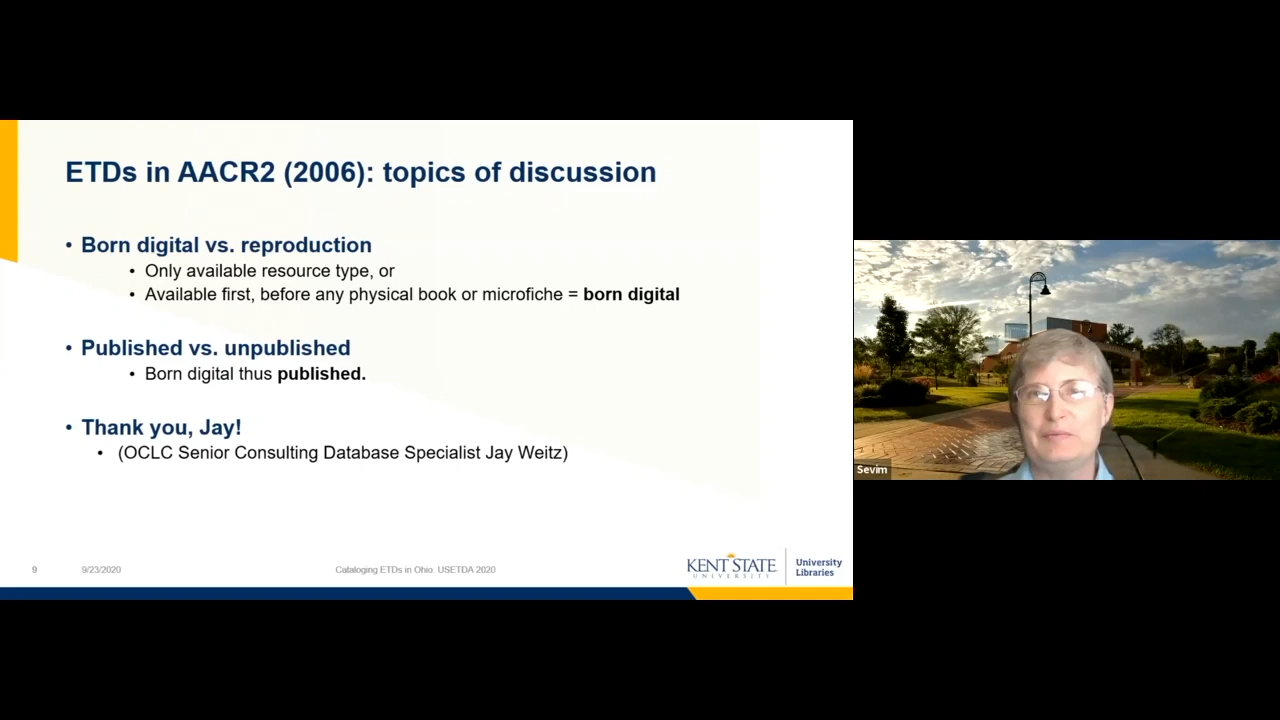 ETDs in AACR2 (2006): topics of discussion
• Born digital vs. reproduction
• Only available resource type, or
• Available first, before any physical book or microfiche = born digital
• Published vs. unpublished
• Born digital thus published.
• Thank you, Jay!
• (OCLC Senior Consulting Database Specialist Jay Weitz)
9
9/23/2020
Cataloging ETDs in Ohio. USETDA 2020
KENT STATE
UNIVERSITY
University
Libraries
Sevim